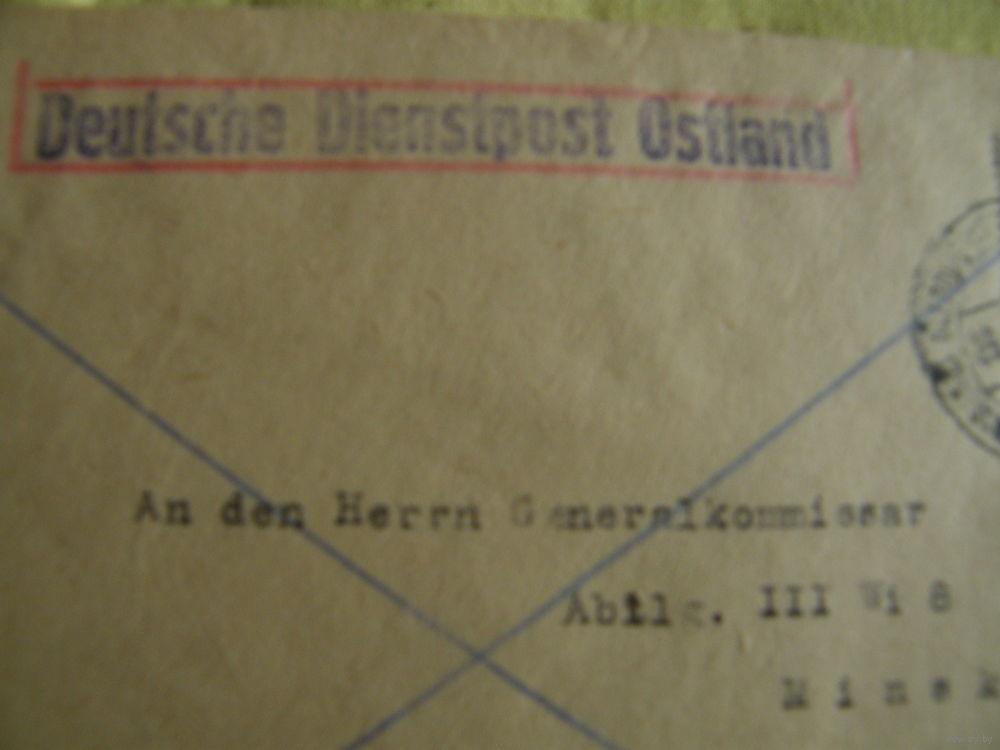 Deutsche Dienstpost Ostland
An den Herrn Generalkommissar
Abtlg. III Wi 8
Minsk